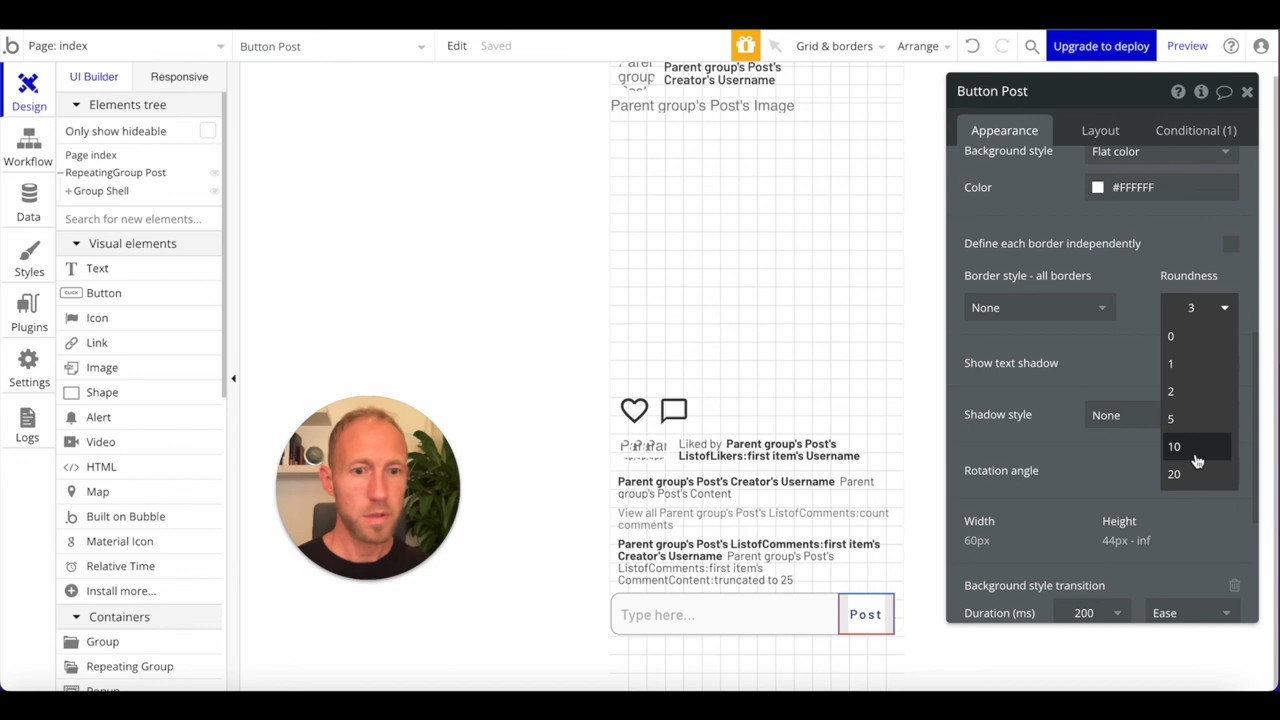 Page: index
Button Post
Edit
Saved
Grid & borders
Arrange
Upgrade to deploy
Preview
Design
Workflow
Data
Styles
Plugins
Settings
Logs
UI Builder
Responsive
Elements tree
Only show hideable
Page index
RepeatingGroup Post
Group Shell
Search for new elements...
Visual elements
Text
CLICK Button
Icon
Link
Image
Shape
Alert
Video
HTML
Map
Built on Bubble
Material Icon
Relative Time
Install more...
Containers
Group
Repeating Group
Parent group's Post's
Creator's Username
Parent group's Post's Image
Liked by Parent group's Post's
ListofLikers:first item's Username
Parent group's Post's Creator's Username Parent
group's Post's Content
View all Parent group's Post's ListofComments:count
comments
Parent group's Post's ListofComments:first item's
Creator's Username Parent group's Post's
ListofComments:first item's
CommentContent:truncated to 25
Type here...
Post
Button Post
Appearance
Layout
Conditional (1)
Background style
Flat color
Color
#FFFFFF
Define each border independently
Border style - all borders
Roundness
None
3
0
1
2
5
10
20
Show text shadow
Shadow style
None
Rotation angle
Width
Height
60px
44px - inf
Background style transition
Duration (ms)
200
Ease